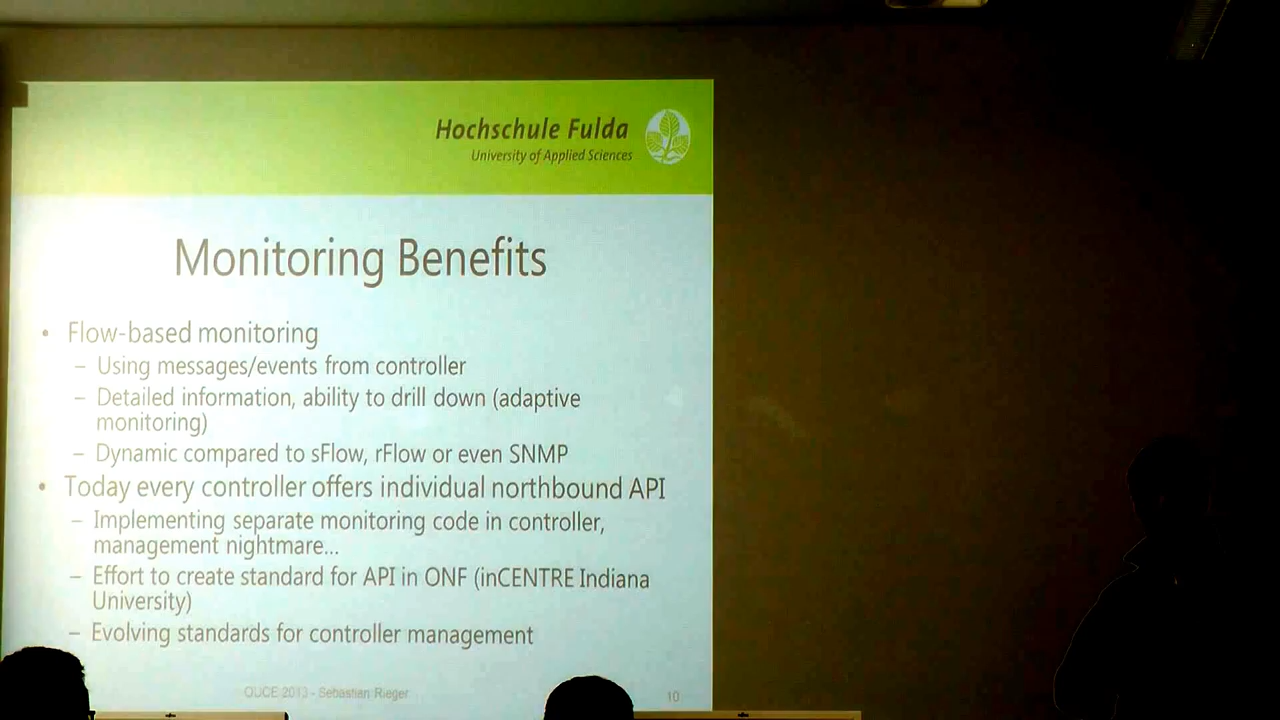 Hochschule Fulda
University of Applied Sciences
Monitoring Benefits
• Flow-based monitoring
– Using messages/events from controller
– Detailed information, ability to drill down (adaptive
monitoring)
– Dynamic compared to sFlow, rFlow or even SNMP
• Today every controller offers individual northbound API
– Implementing separate monitoring code in controller,
management nightmare...
– Effort to create standard for API in ONF (inCENTRE Indiana
University)
– Evolving standards for controller management
OUCE 2013 - Sebastian Rieger
10